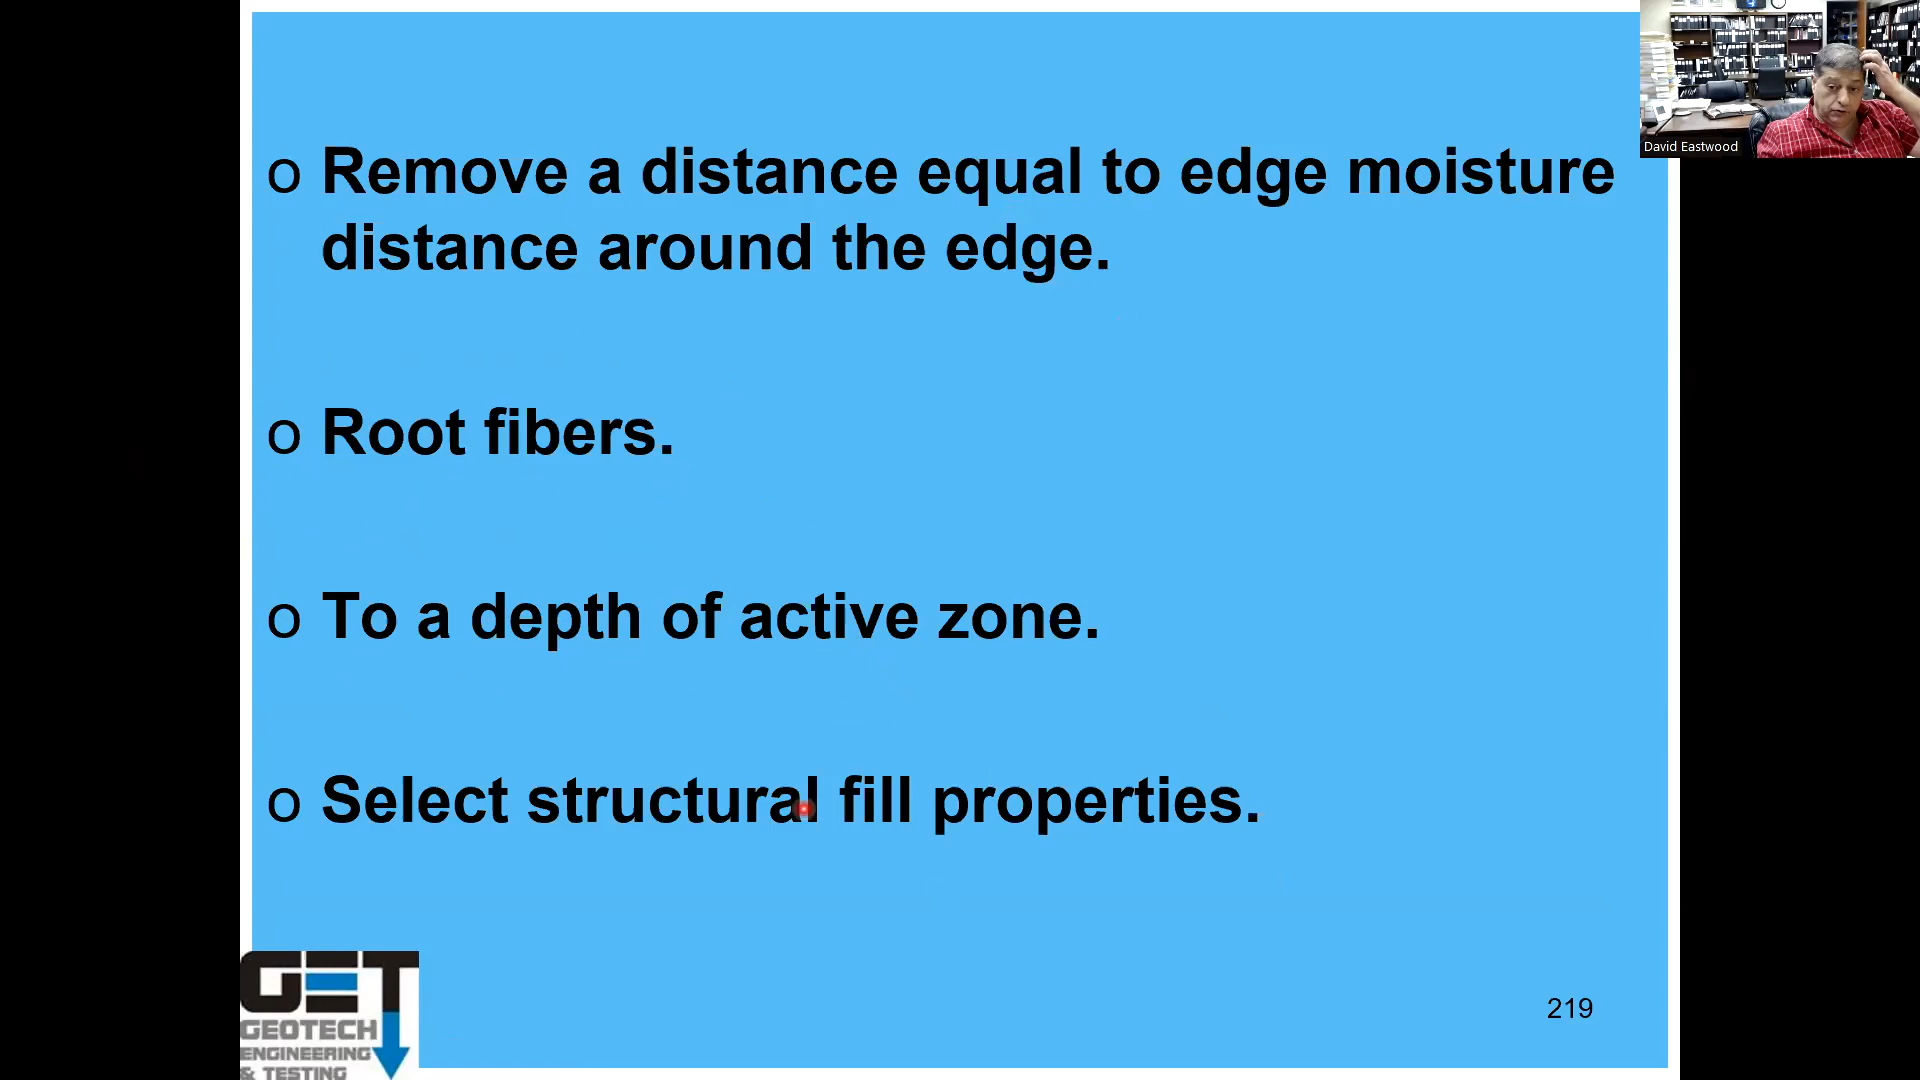 o Remove a distance equal to edge moisture
distance around the edge.
o Root fibers.
o To a depth of active zone.
o Select structural fill properties.
David Eastwood
GET
GEOTECH
ENGINEERING
& TESTING
219